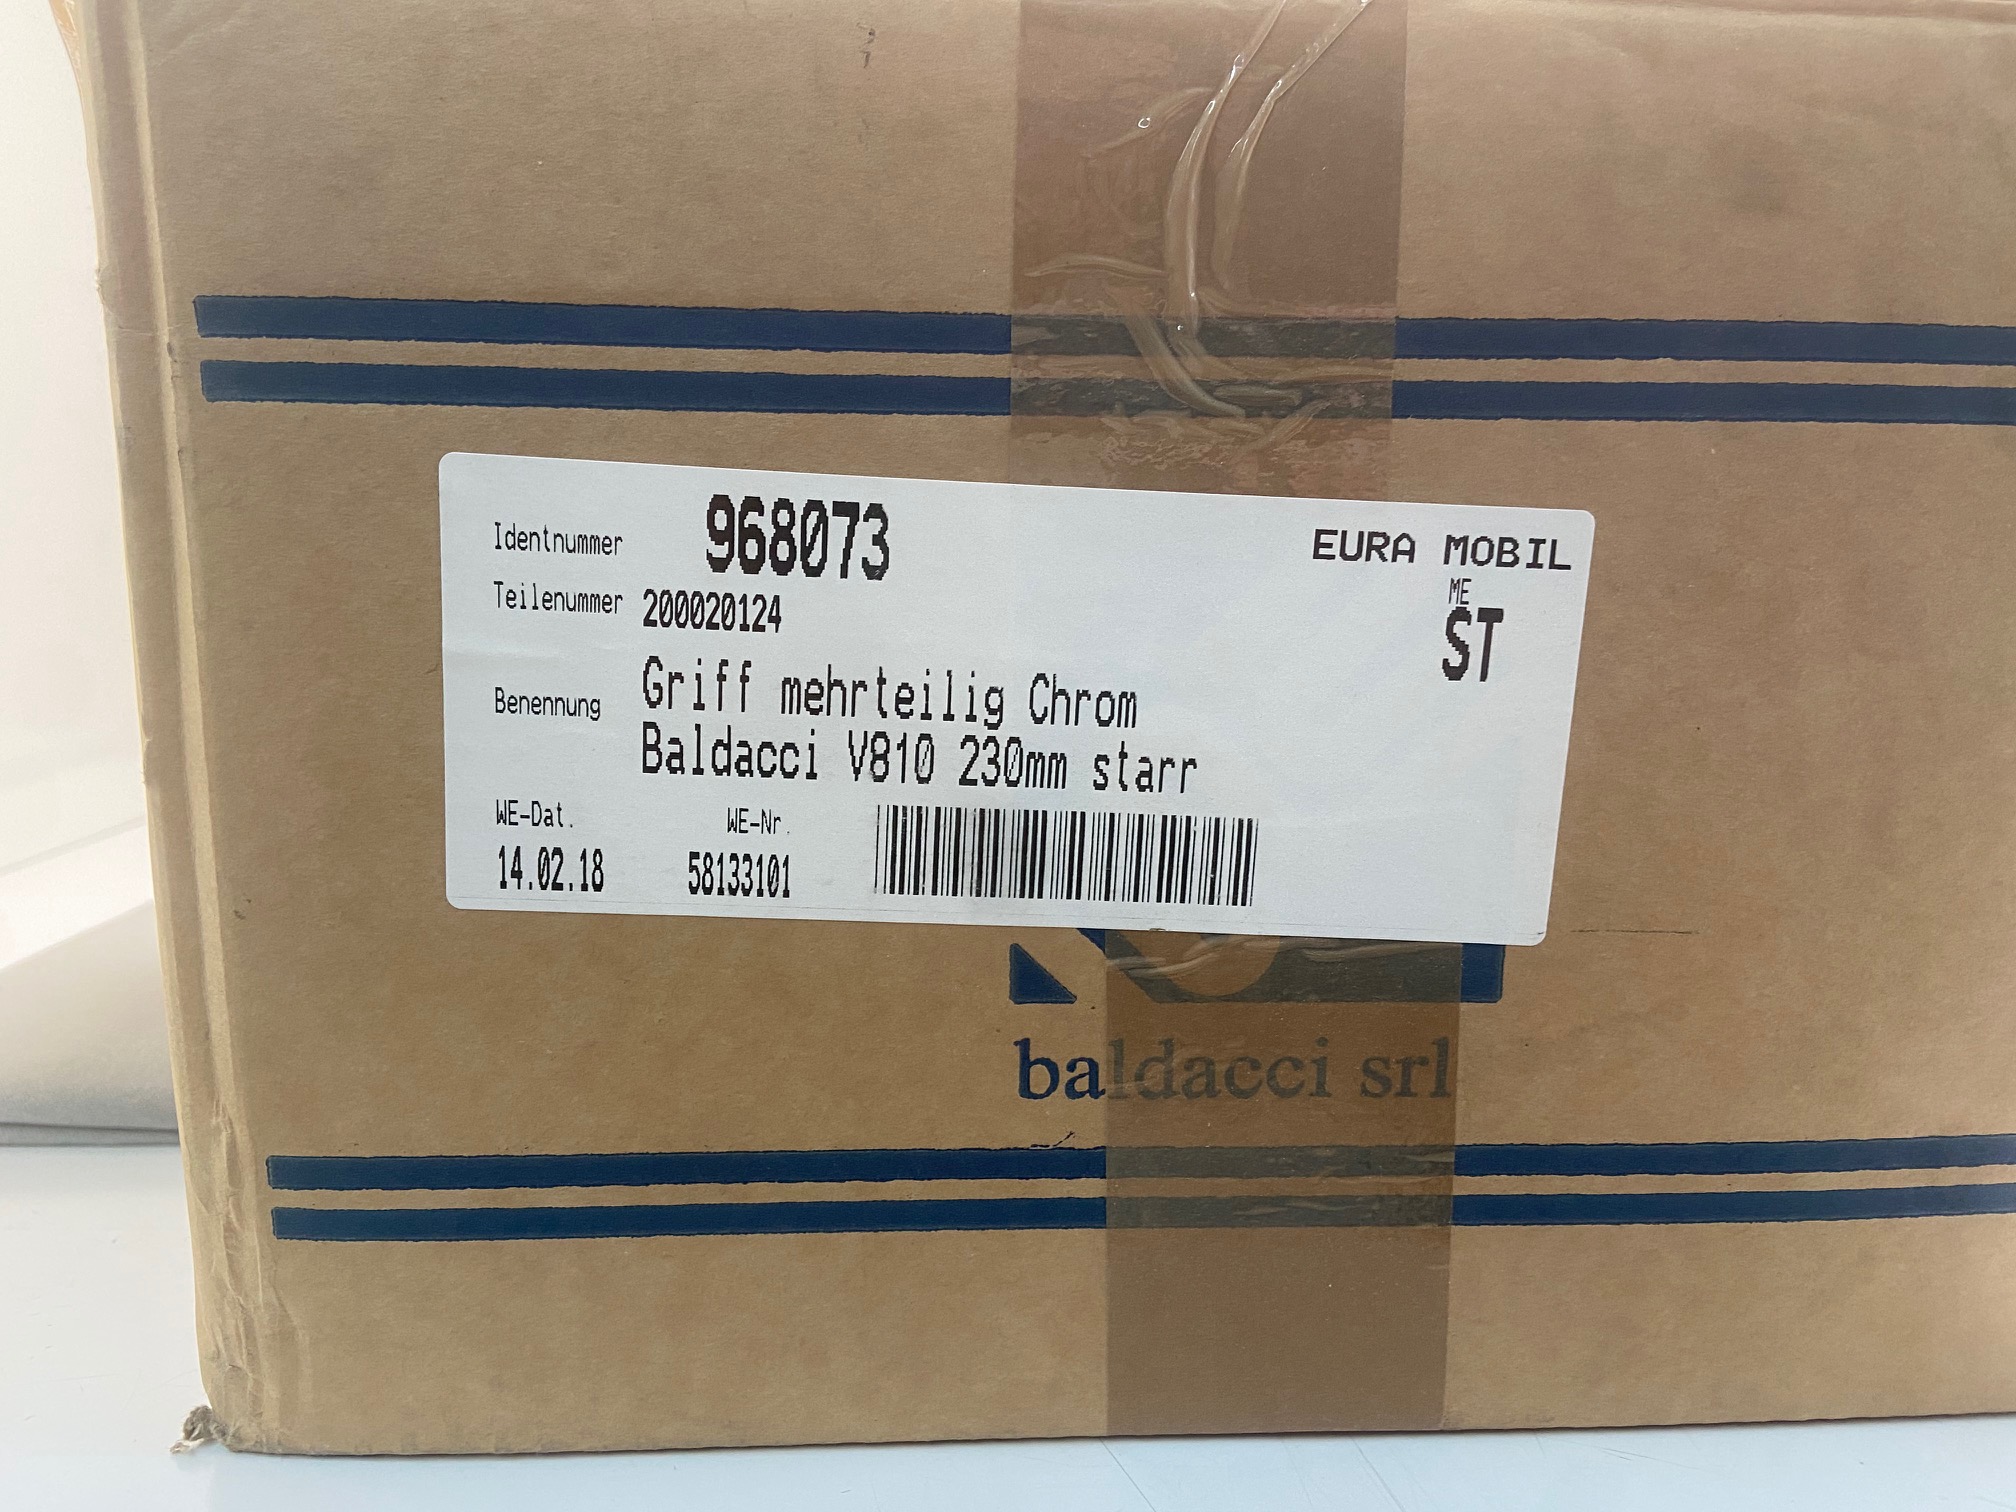 Identnummer 968073 EURA MOBIL
Teilenummer 200020124 ME
ST
Benennung Griff mehrteilig Chrom
Baldacci V810 230mm starr
WE-Dat. WE-Nr.
14.02.18 58133101
baldacci srl